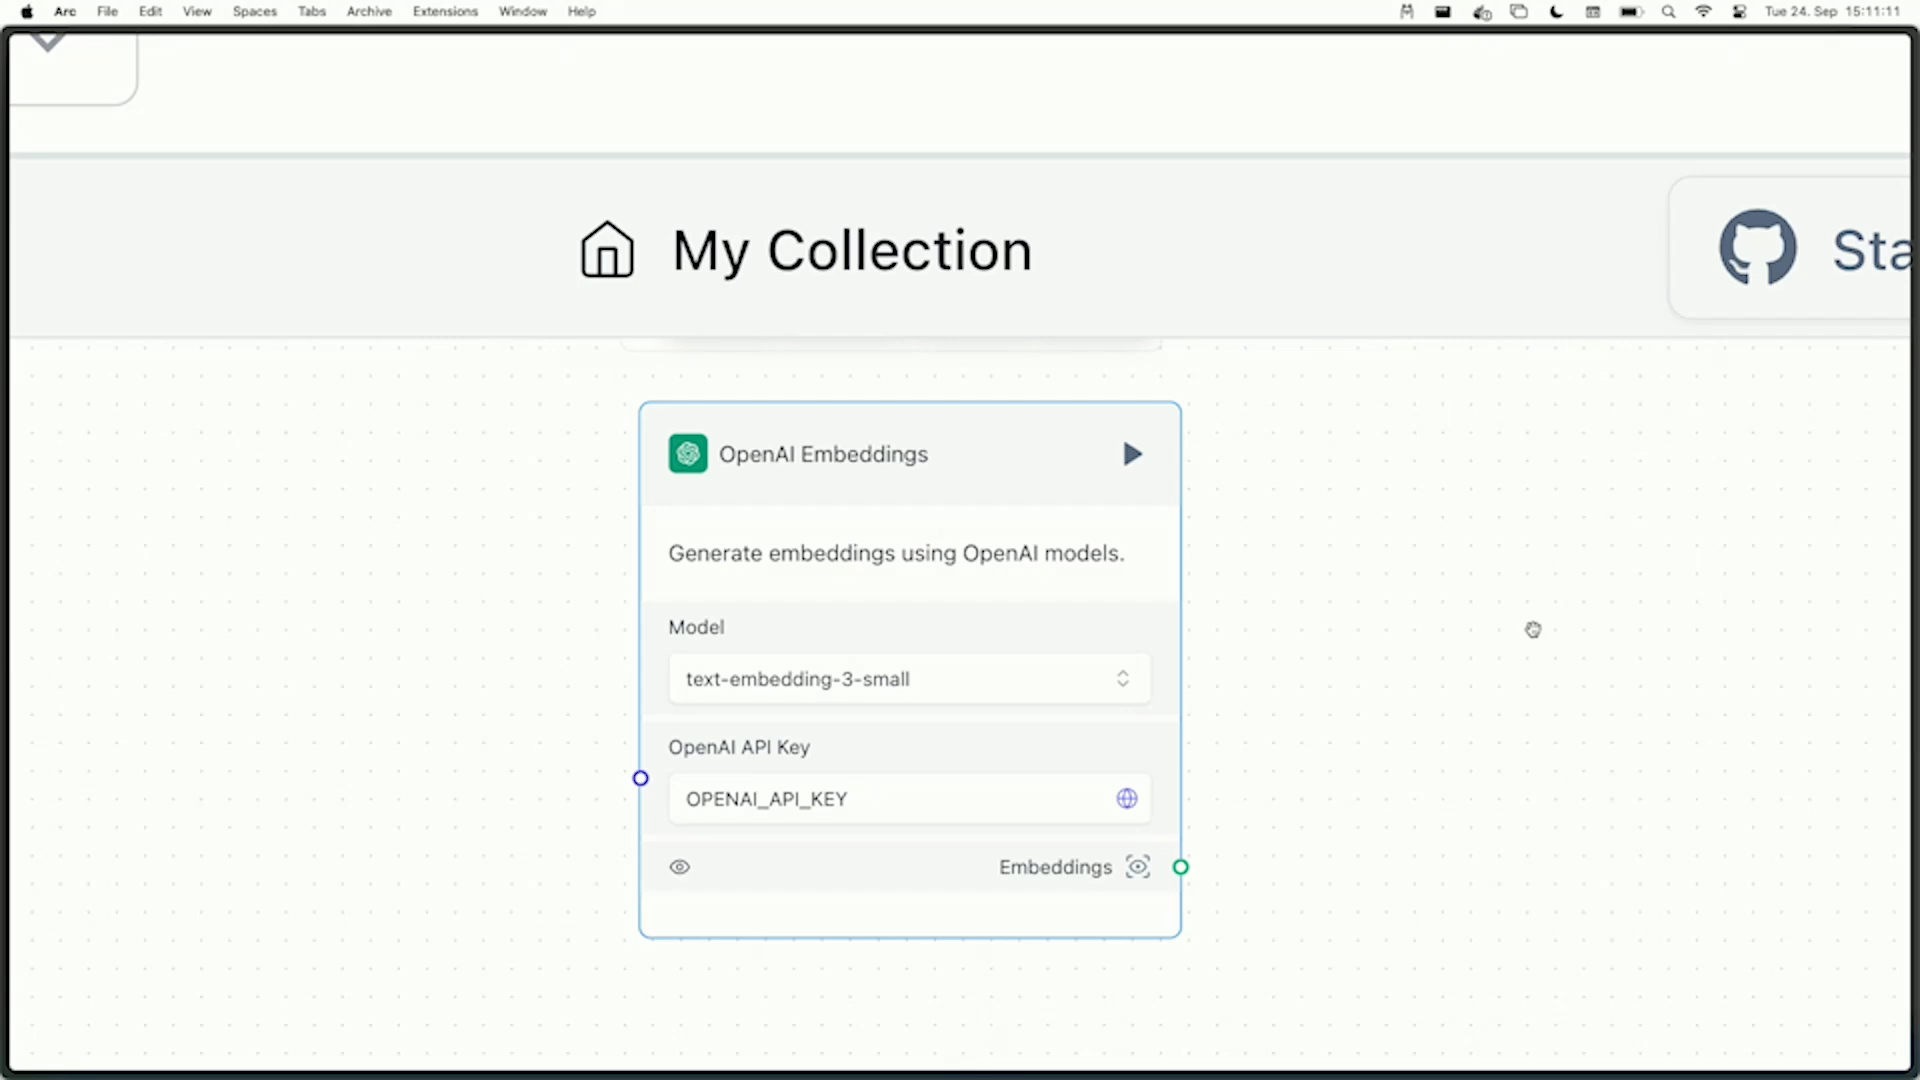 Arc File Edit View Spaces Tabs Archive Extensions Window Help Tue 24. Sep 15:11:11
My Collection
Sta
OpenAI Embeddings
Generate embeddings using OpenAI models.
Model
text-embedding-3-small
OpenAI API Key
OPENAI_API_KEY
Embeddings